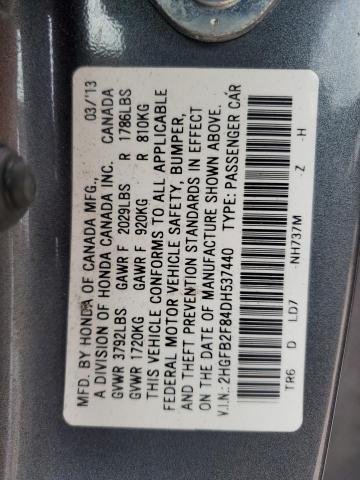 MFD. BY HONDA OF CANADA MFG., 03/'13
A DIVISION OF HONDA CANADA INC. CANADA
GVWR 3792LBS GAWR F 2029LBS R 1786LBS
GVWR 1720KG GAWR F 920KG R 810KG
THIS VEHICLE CONFORMS TO ALL APPLICABLE
FEDERAL MOTOR VEHICLE SAFETY, BUMPER,
AND THEFT PREVENTION STANDARDS IN EFFECT
ON THE DATE OF MANUFACTURE SHOWN ABOVE.
V.I.N.: 2HGFB2F84DH537440 TYPE: PASSENGER CAR
TR6 D LD7 -NH737M -Z -H